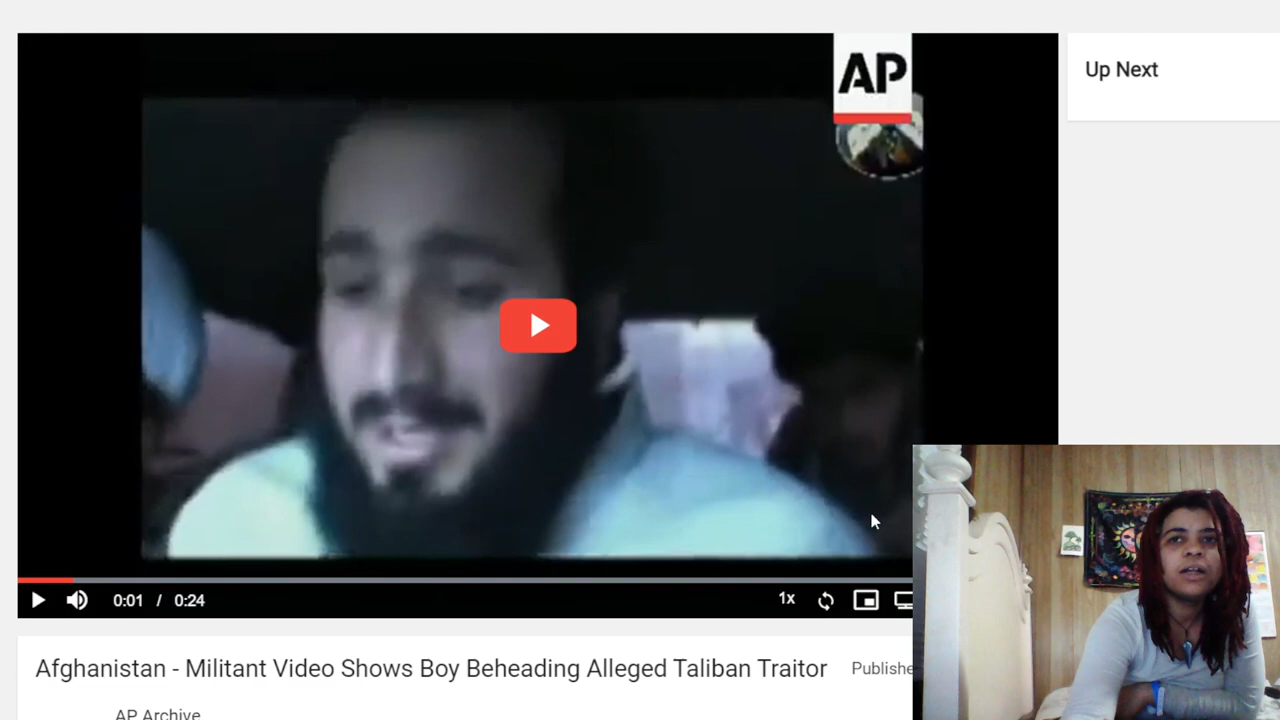 AP
Up Next
0:01 / 0:24
1x
Afghanistan - Militant Video Shows Boy Beheading Alleged Taliban Traitor
Publishe
AP Archive